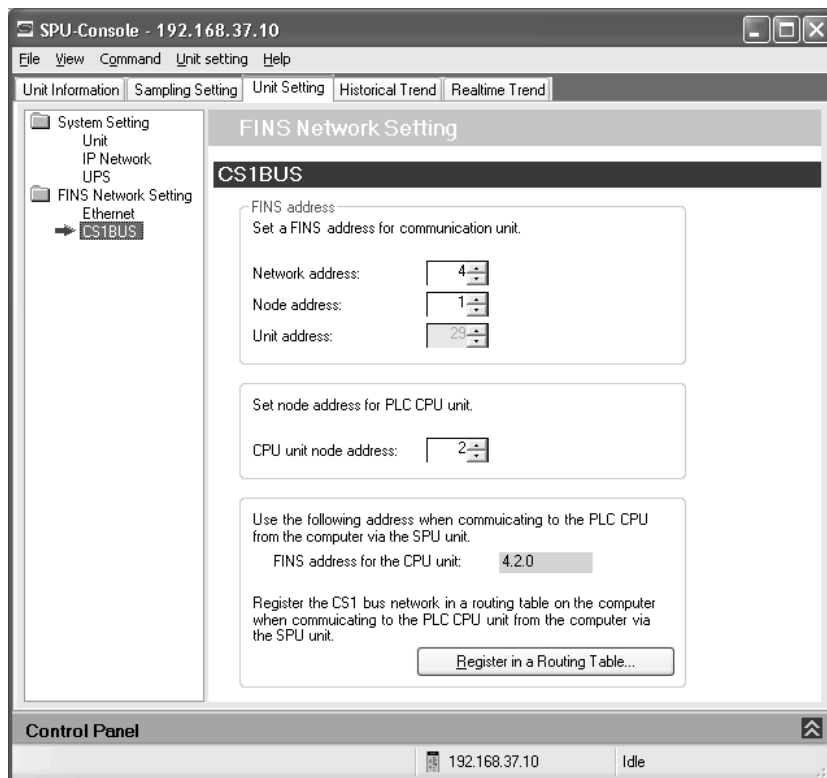 SPU-Console - 192.168.37.10
File View Command Unit setting Help
Unit Information Sampling Setting Unit Setting Historical Trend Realtime Trend
System Setting
Unit
IP Network
UPS
FINS Network Setting
Ethernet
CS1BUS
FINS Network Setting
CS1BUS
FINS address
Set a FINS address for communication unit.
Network address: 4
Node address: 1
Unit address: 29
Set node address for PLC CPU unit.
CPU unit node address: 2
Use the following address when commuicating to the PLC CPU
from the computer via the SPU unit.
FINS address for the CPU unit: 4.2.0
Register the CS1 bus network in a routing table on the computer
when commuicating to the PLC CPU unit from the computer via
the SPU unit.
Register in a Routing Table...
Control Panel
192.168.37.10 Idle